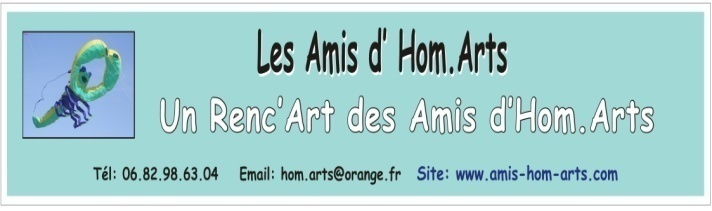 Les Amis d' Hom.Arts
Un Renc'Art des Amis d'Hom.Arts
Tél: 06.82.98.63.04 Email: hom.arts@orange.fr Site: www.amis-hom-arts.com